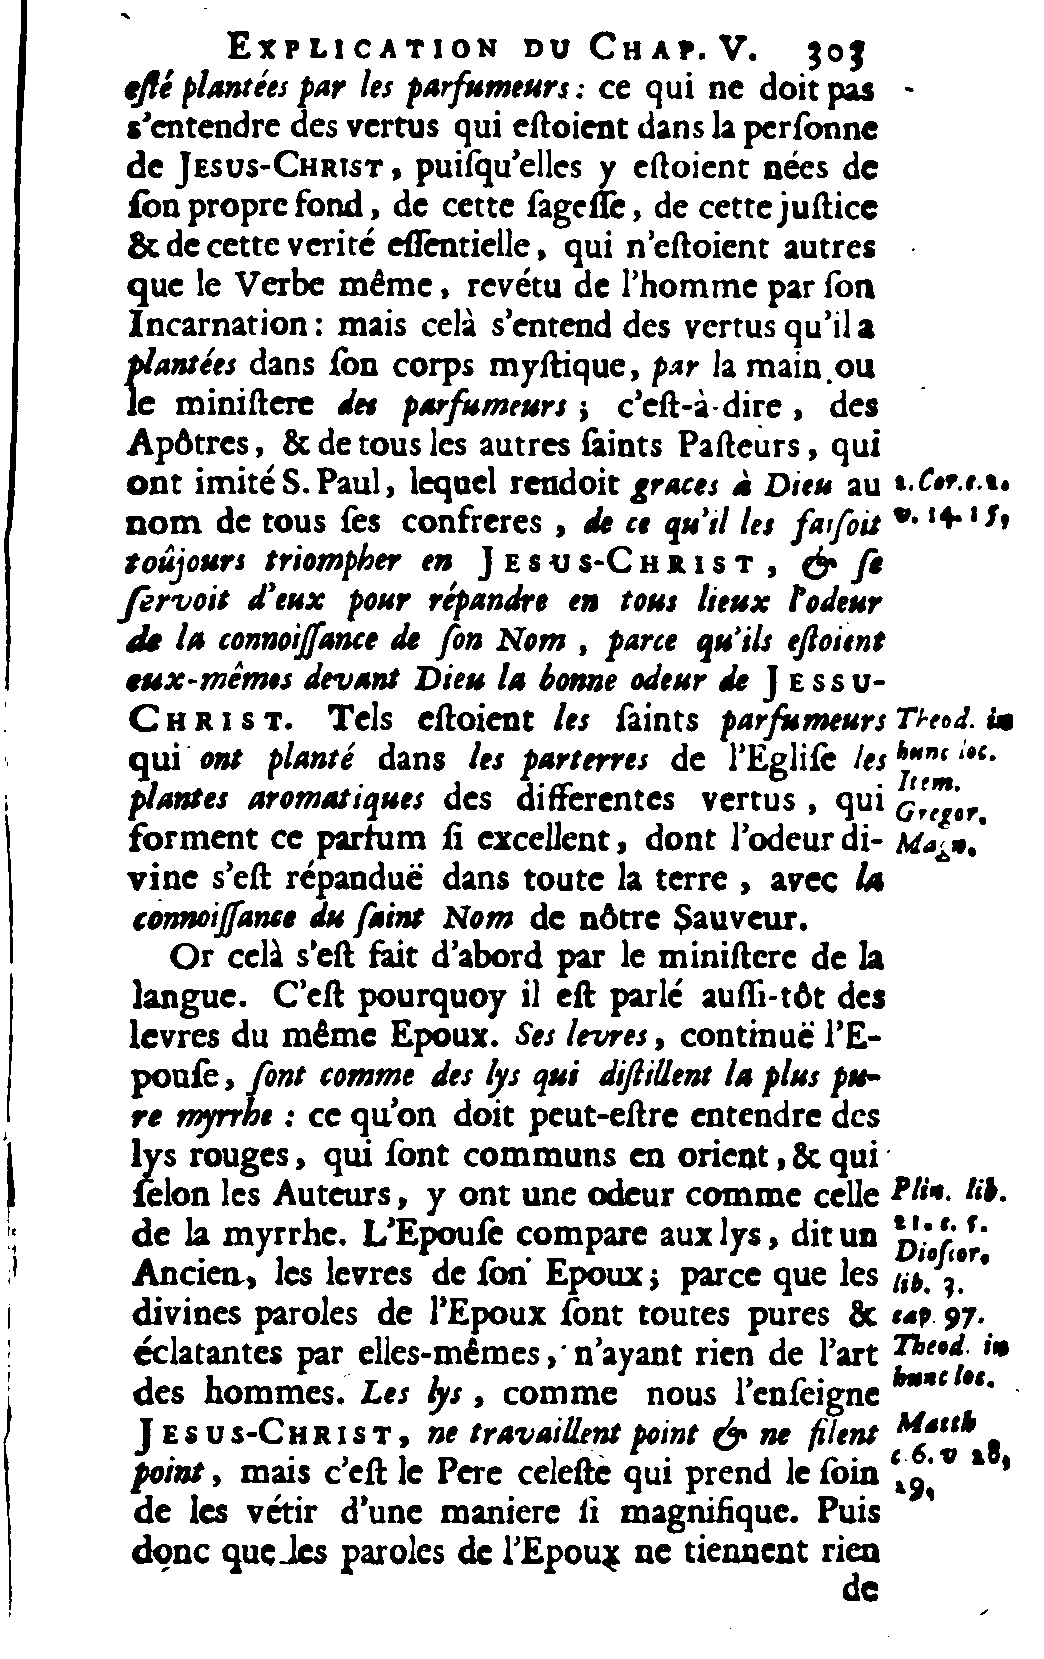 EXPLICATION DU CHAP. V. 303
eſté plantées par les parfumeurs : ce qui ne doit pas
s'entendre des vertus qui eſtoient dans la perſonne
de JESUS-CHRIST, puiſqu'elles y eſtoient nées de
ſon propre fond, de cette ſageſſe, de cette juſtice
& de cette verité eſſentielle, qui n'eſtoient autres
que le Verbe même, revétu de l'homme par ſon
Incarnation : mais celà s'entend des vertus qu'il a
plantées dans ſon corps myſtique, par la main ou
le miniſtere des parfumeurs ; c'eſt-à-dire, des
Apôtres, & de tous les autres ſaints Paſteurs, qui
ont imité S. Paul, lequel rendoit graces à Dieu au
2. Cor. c. 2.
nom de tous ſes confreres, de ce qu'il les faiſoit
v. 14. 15,
toûjours triompher en JESUS-CHRIST, & ſe
ſervoit d'eux pour répandre en tous lieux l'odeur
de la connoiſſance de ſon Nom, parce qu'ils eſtoient
eux-mêmes devant Dieu la bonne odeur de JESSU-
CHRIST. Tels eſtoient les ſaints parfumeurs
Theod. in
qui ont planté dans les parterres de l'Egliſe les
hunc loc.
Item.
plantes aromatiques des differentes vertus, qui
Gregor.
forment ce parfum ſi excellent, dont l'odeur di-
Magn.
vine s'eſt répanduë dans toute la terre, avec la
connoiſſance du ſaint Nom de nôtre Sauveur.
Or celà s'eſt fait d'abord par le miniſtere de la
langue. C'eſt pourquoy il eſt parlé auſſi-tôt des
levres du même Epoux. Ses levres, continuë l'E-
pouſe, ſont comme des lys qui diſtillent la plus pu-
re myrrhe : ce qu'on doit peut-eſtre entendre des
lys rouges, qui ſont communs en orient, & qui
ſelon les Auteurs, y ont une odeur comme celle
Plin. lib.
de la myrrhe. L'Epouſe compare aux lys, dit un
21. c. 5.
Dioſcor.
Ancien, les levres de ſon Epoux ; parce que les
lib. 3.
divines paroles de l'Epoux ſont toutes pures &
cap. 97.
éclatantes par elles-mêmes, n'ayant rien de l'art
Theod. in
des hommes. Les lys, comme nous l'enſeigne
hunc loc.
JESUS-CHRIST, ne travaillent point & ne filent
Matth
point, mais c'eſt le Pere celeſte qui prend le ſoin
c. 6. v 28,
29,
de les vétir d'une maniere ſi magnifique. Puis
donc que les paroles de l'Epoux ne tiennent rien
de